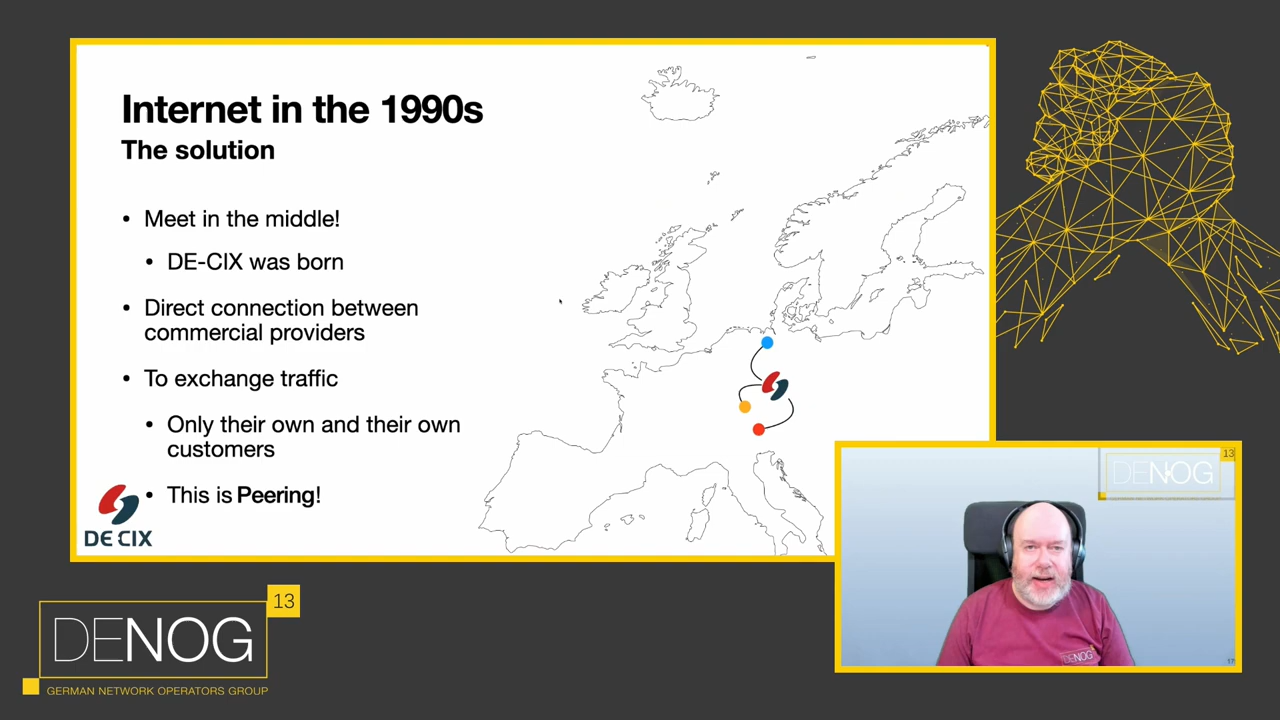 Internet in the 1990s
The solution
• Meet in the middle!
• DE-CIX was born
• Direct connection between
commercial providers
• To exchange traffic
• Only their own and their own
customers
• This is Peering!
DE CIX
13
DENOG
GERMAN NETWORK OPERATORS GROUP
13
DENOG
DENOG
17